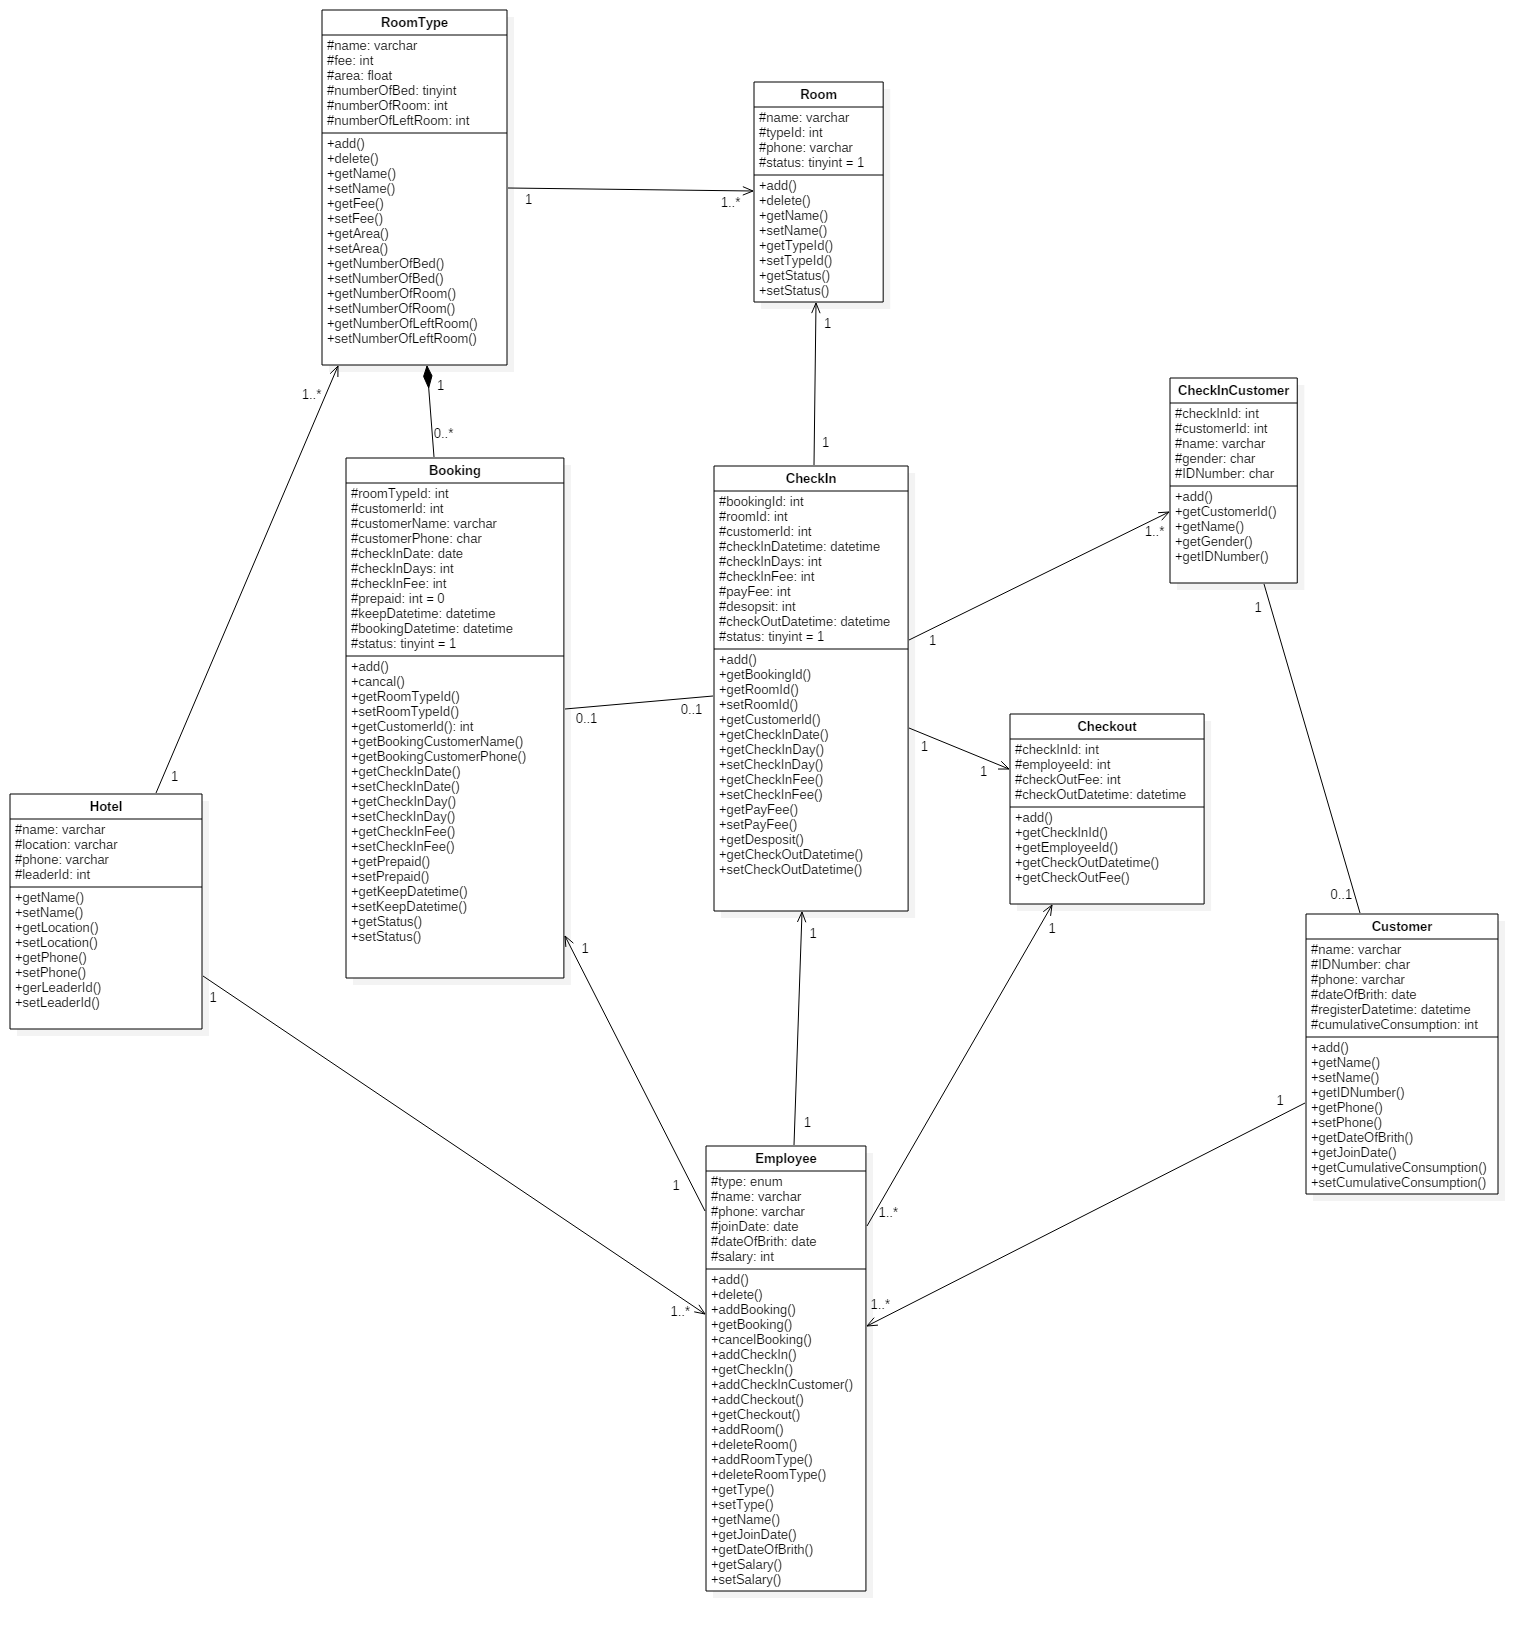 RoomType
#name: varchar
#fee: int
#area: float
#numberOfBed: tinyint
#numberOfRoom: int
#numberOfLeftRoom: int
+add()
+delete()
+getName()
+setName()
+getFee()
+setFee()
+getArea()
+setArea()
+getNumberOfBed()
+setNumberOfBed()
+getNumberOfRoom()
+setNumberOfRoom()
+getNumberOfLeftRoom()
+setNumberOfLeftRoom()
1
1..*
Room
#name: varchar
#typeId: int
#phone: varchar
#status: tinyint = 1
+add()
+delete()
+getName()
+setName()
+getTypeId()
+setTypeId()
+getStatus()
+setStatus()
1
1
1..*
1
1
0..*
Booking
#roomTypeId: int
#customerId: int
#customerName: varchar
#customerPhone: char
#checkInDate: date
#checkInDays: int
#checkInFee: int
#prepaid: int = 0
#keepDatetime: datetime
#bookingDatetime: datetime
#status: tinyint = 1
+add()
+cancal()
+getRoomTypeId()
+setRoomTypeId()
+getCustomerId(): int
+getBookingCustomerName()
+getBookingCustomerPhone()
+getCheckInDate()
+setCheckInDate()
+getCheckInDay()
+setCheckInDay()
+getCheckInFee()
+setCheckInFee()
+getPrepaid()
+setPrepaid()
+getKeepDatetime()
+setKeepDatetime()
+getStatus()
+setStatus()
0..1
0..1
CheckIn
#bookingId: int
#roomId: int
#customerId: int
#checkInDatetime: datetime
#checkInDays: int
#checkInFee: int
#payFee: int
#desopsit: int
#checkOutDatetime: datetime
#status: tinyint = 1
+add()
+getBookingId()
+getRoomId()
+setRoomId()
+getCustomerId()
+getCheckInDate()
+getCheckInDay()
+setCheckInDay()
+getCheckInFee()
+setCheckInFee()
+getPayFee()
+setPayFee()
+getDesposit()
+getCheckOutDatetime()
+setCheckOutDatetime()
1
1..*
CheckInCustomer
#checkInId: int
#customerId: int
#name: varchar
#gender: char
#IDNumber: char
+add()
+getCustomerId()
+getName()
+getGender()
+getIDNumber()
1
0..1
1
1
Checkout
#checkInId: int
#employeeId: int
#checkOutFee: int
#checkOutDatetime: datetime
+add()
+getCheckInId()
+getEmployeeId()
+getCheckOutDatetime()
+getCheckOutFee()
1
1..*
Hotel
#name: varchar
#location: varchar
#phone: varchar
#leaderId: int
+getName()
+setName()
+getLocation()
+setLocation()
+getPhone()
+setPhone()
+gerLeaderId()
+setLeaderId()
1
1..*
1
1
1
1
Customer
#name: varchar
#IDNumber: char
#phone: varchar
#dateOfBrith: date
#registerDatetime: datetime
#cumulativeConsumption: int
+add()
+getName()
+setName()
+getIDNumber()
+getPhone()
+setPhone()
+getDateOfBrith()
+getJoinDate()
+getCumulativeConsumption()
+setCumulativeConsumption()
1
1..*
Employee
#type: enum
#name: varchar
#phone: varchar
#joinDate: date
#dateOfBrith: date
#salary: int
+add()
+delete()
+addBooking()
+getBooking()
+cancelBooking()
+addCheckIn()
+getCheckIn()
+addCheckInCustomer()
+addCheckout()
+getCheckout()
+addRoom()
+deleteRoom()
+addRoomType()
+deleteRoomType()
+getType()
+setType()
+getName()
+getJoinDate()
+getDateOfBrith()
+getSalary()
+setSalary()